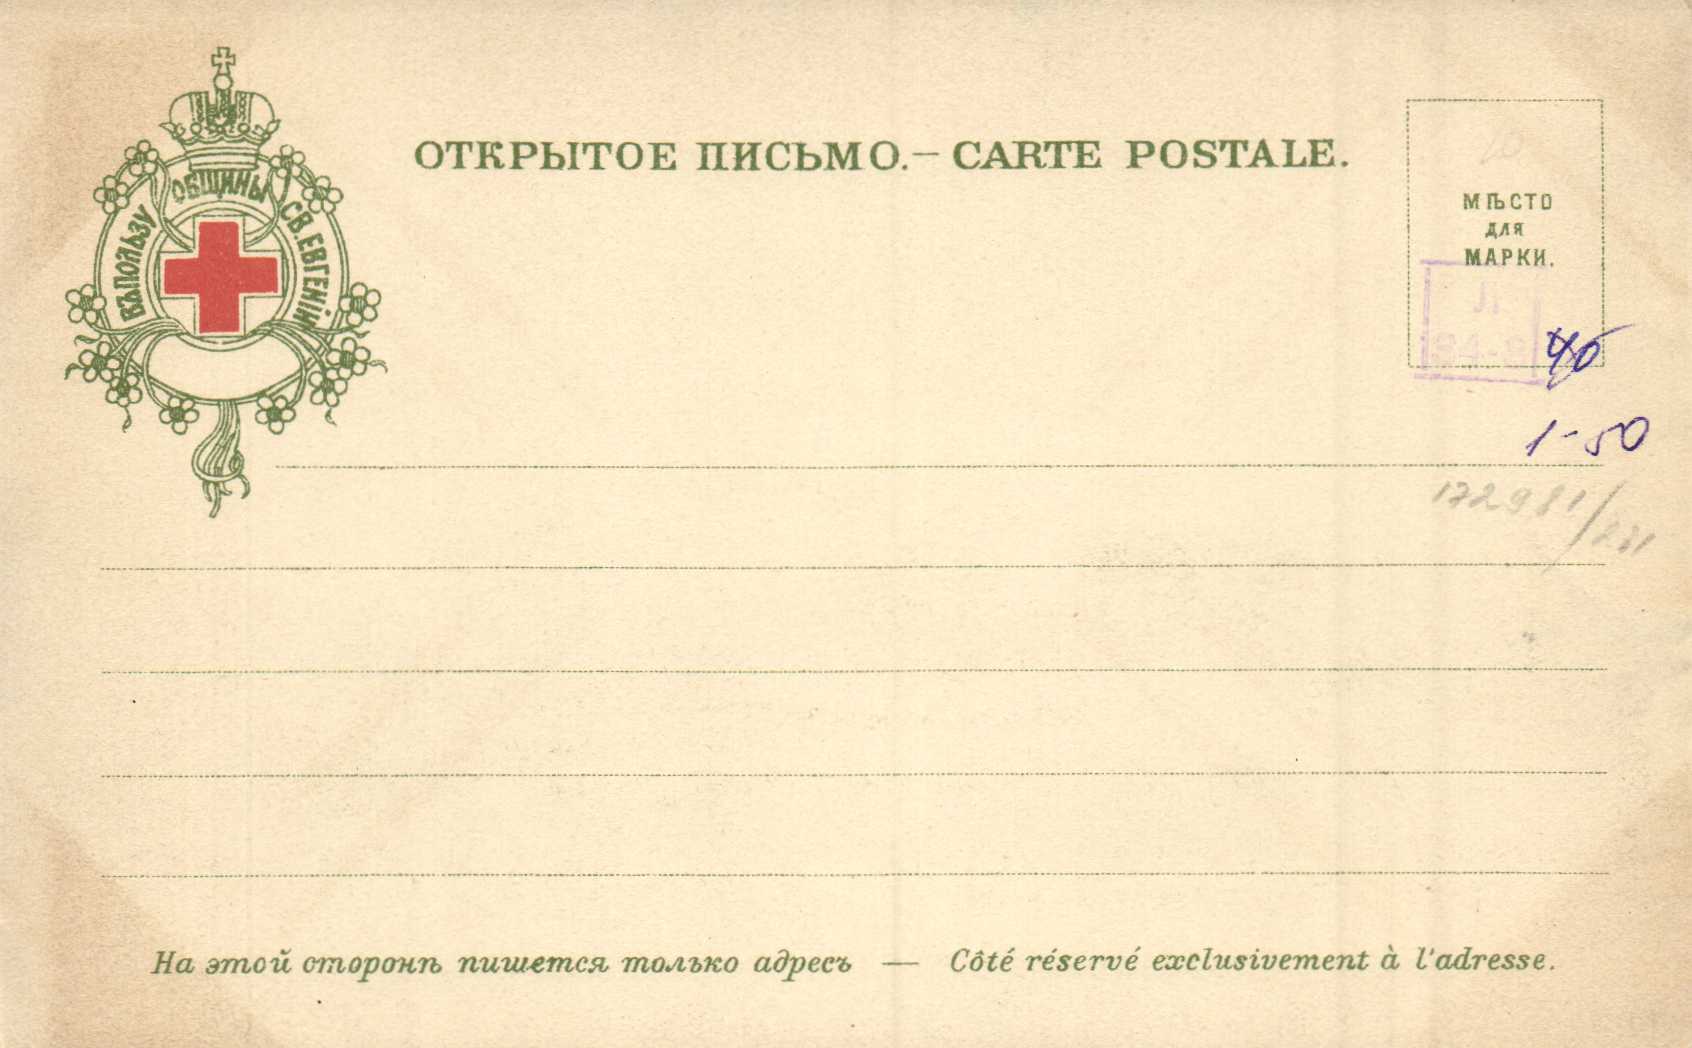 ВЪ ПОЛЬЗУ ОБЩИНЫ СВ. ЕВГЕНІИ
ОТКРЫТОЕ ПИСЬМО.— CARTE POSTALE.
МѢСТО
ДЛЯ
МАРКИ.
Л.
1-50
На этой сторонѣ пишется только адресъ — Côté réservé exclusivement à l'adresse.